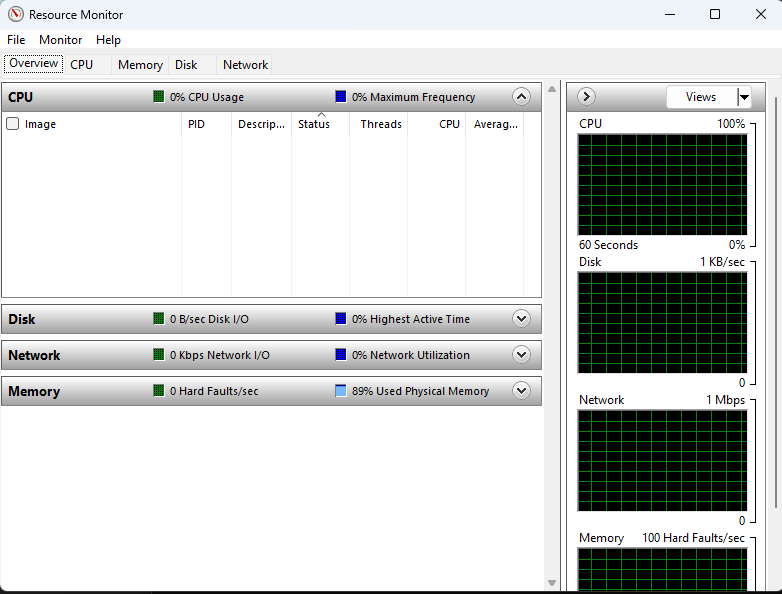 Resource Monitor
File Monitor Help
Overview CPU Memory Disk Network
CPU 0% CPU Usage 0% Maximum Frequency
Image PID Descrip... Status Threads CPU Averag...
Disk 0 B/sec Disk I/O 0% Highest Active Time
Network 0 Kbps Network I/O 0% Network Utilization
Memory 0 Hard Faults/sec 89% Used Physical Memory
Views
CPU 100%
60 Seconds 0%
Disk 1 KB/sec
0
Network 1 Mbps
0
Memory 100 Hard Faults/sec